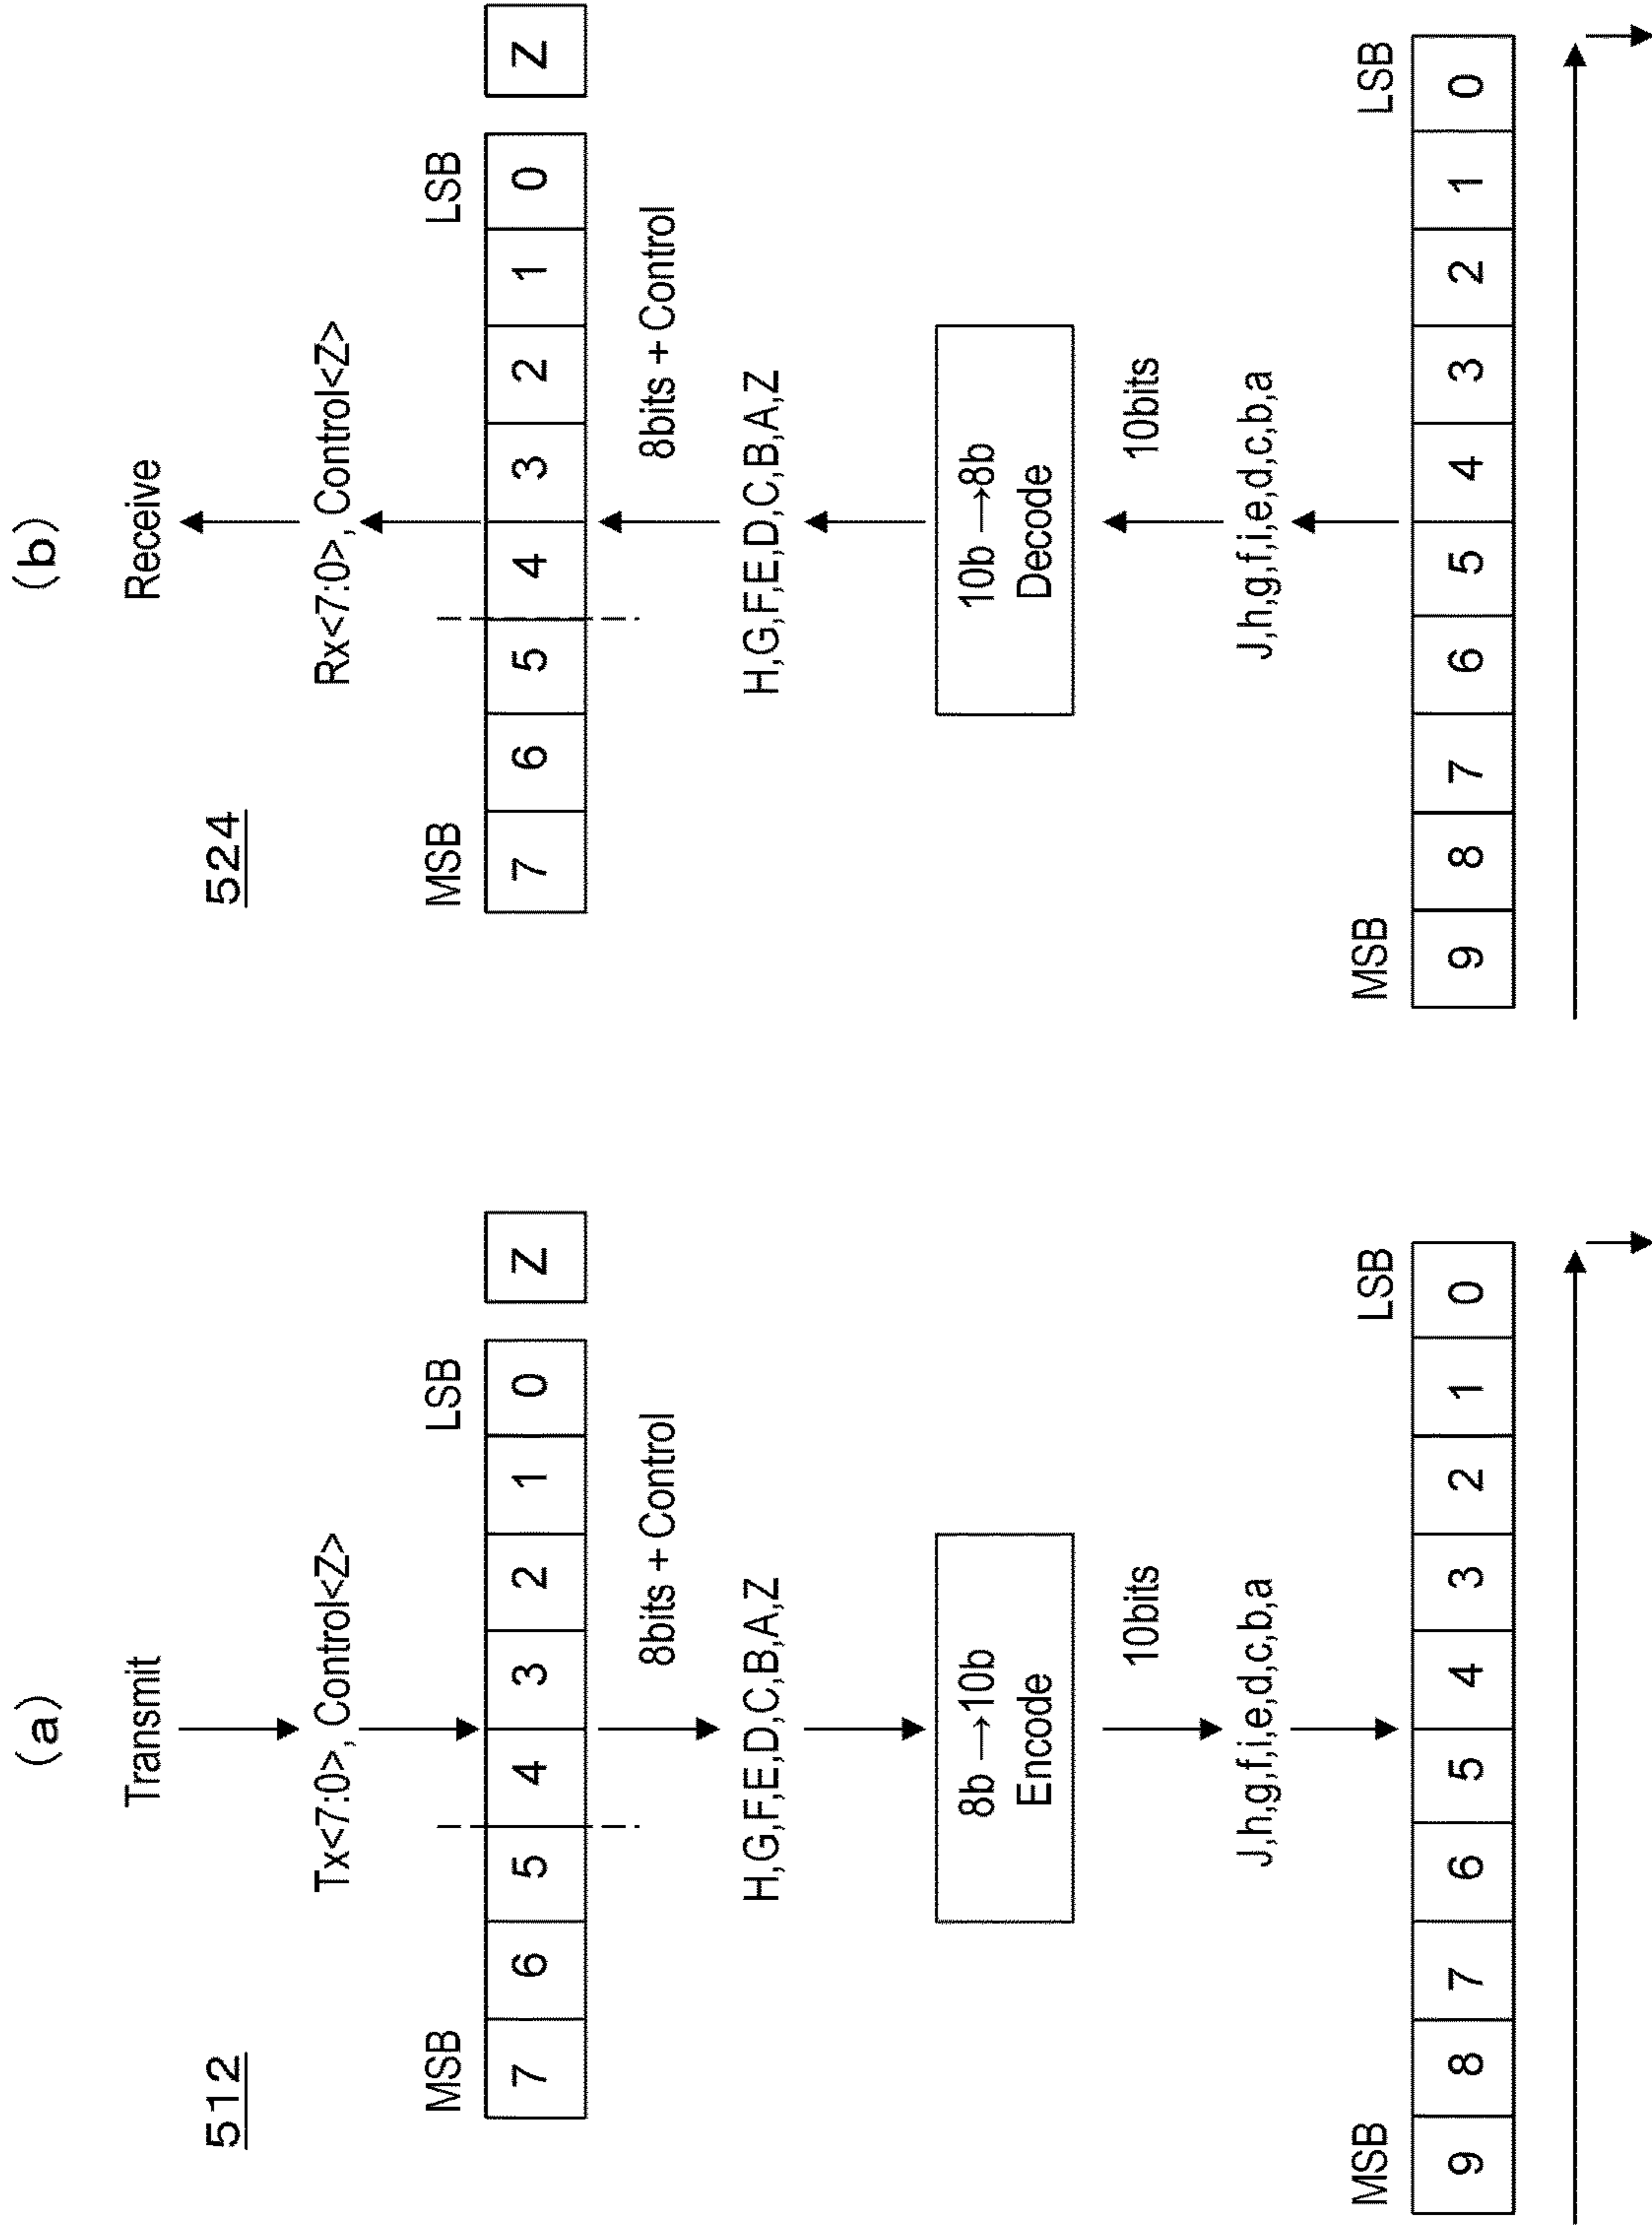 (a)
Transmit
512
Tx<7:0>, Control<Z>
MSB LSB
7 6 5 4 3 2 1 0 Z
8bits + Control
H,G,F,E,D,C,B,A,Z
8b→10b
Encode
10bits
J,h,g,f,i,e,d,c,b,a
MSB LSB
9 8 7 6 5 4 3 2 1 0
(b)
Receive
524
Rx<7:0>, Control<Z>
MSB LSB
7 6 5 4 3 2 1 0 Z
8bits + Control
H,G,F,E,D,C,B,A,Z
10b→8b
Decode
10bits
J,h,g,f,i,e,d,c,b,a
MSB LSB
9 8 7 6 5 4 3 2 1 0